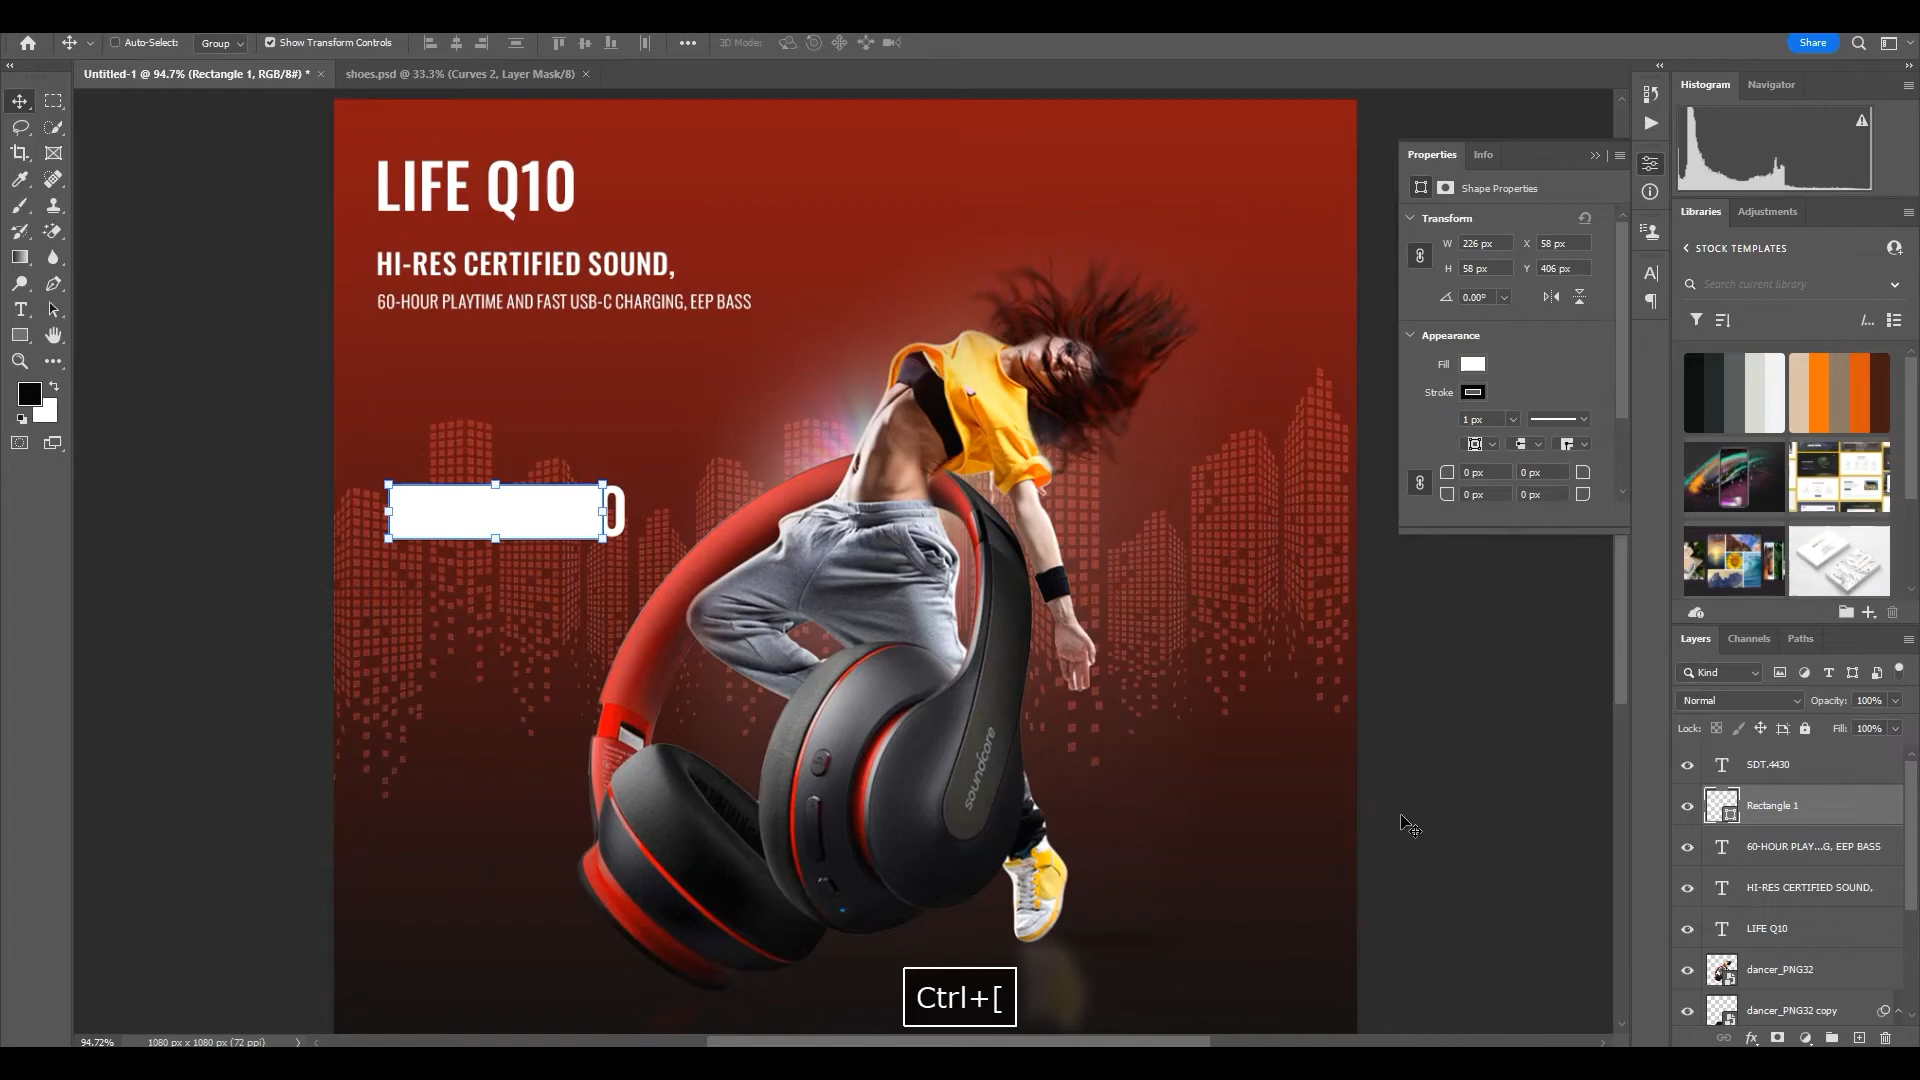 Auto-Select: Group Show Transform Controls ••• 3D Mode: Share
Untitled-1 @ 94.7% (Rectangle 1, RGB/8#) * × shoes.psd @ 33.3% (Curves 2, Layer Mask/8) ×
LIFE Q10
HI-RES CERTIFIED SOUND,
60-HOUR PLAYTIME AND FAST USB-C CHARGING, EEP BASS
0
soundcore
Ctrl+[
94.72% 1080 px x 1080 px (72 ppi)
Properties Info
Shape Properties
Transform
W 226 px X 58 px
H 58 px Y 406 px
0.00°
Appearance
Fill
Stroke
1 px
0 px 0 px
0 px 0 px
Histogram Navigator
Libraries Adjustments
STOCK TEMPLATES
Search current library
Layers Channels Paths
Kind
Normal Opacity: 100%
Lock: Fill: 100%
SDT.4430
Rectangle 1
60-HOUR PLAY...G, EEP BASS
HI-RES CERTIFIED SOUND,
LIFE Q10
dancer_PNG32
dancer_PNG32 copy
fx